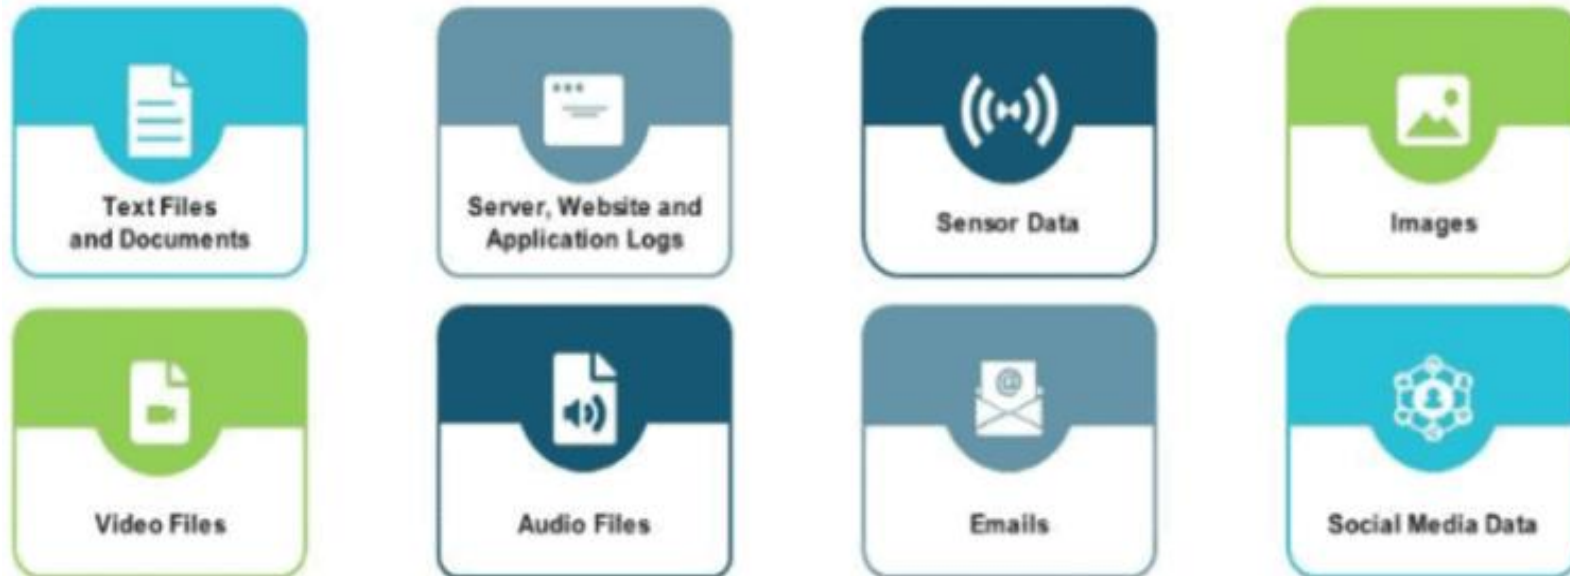 Text Files
and Documents
Server, Website and
Application Logs
Sensor Data
Images
Video Files
Audio Files
@
Emails
Social Media Data